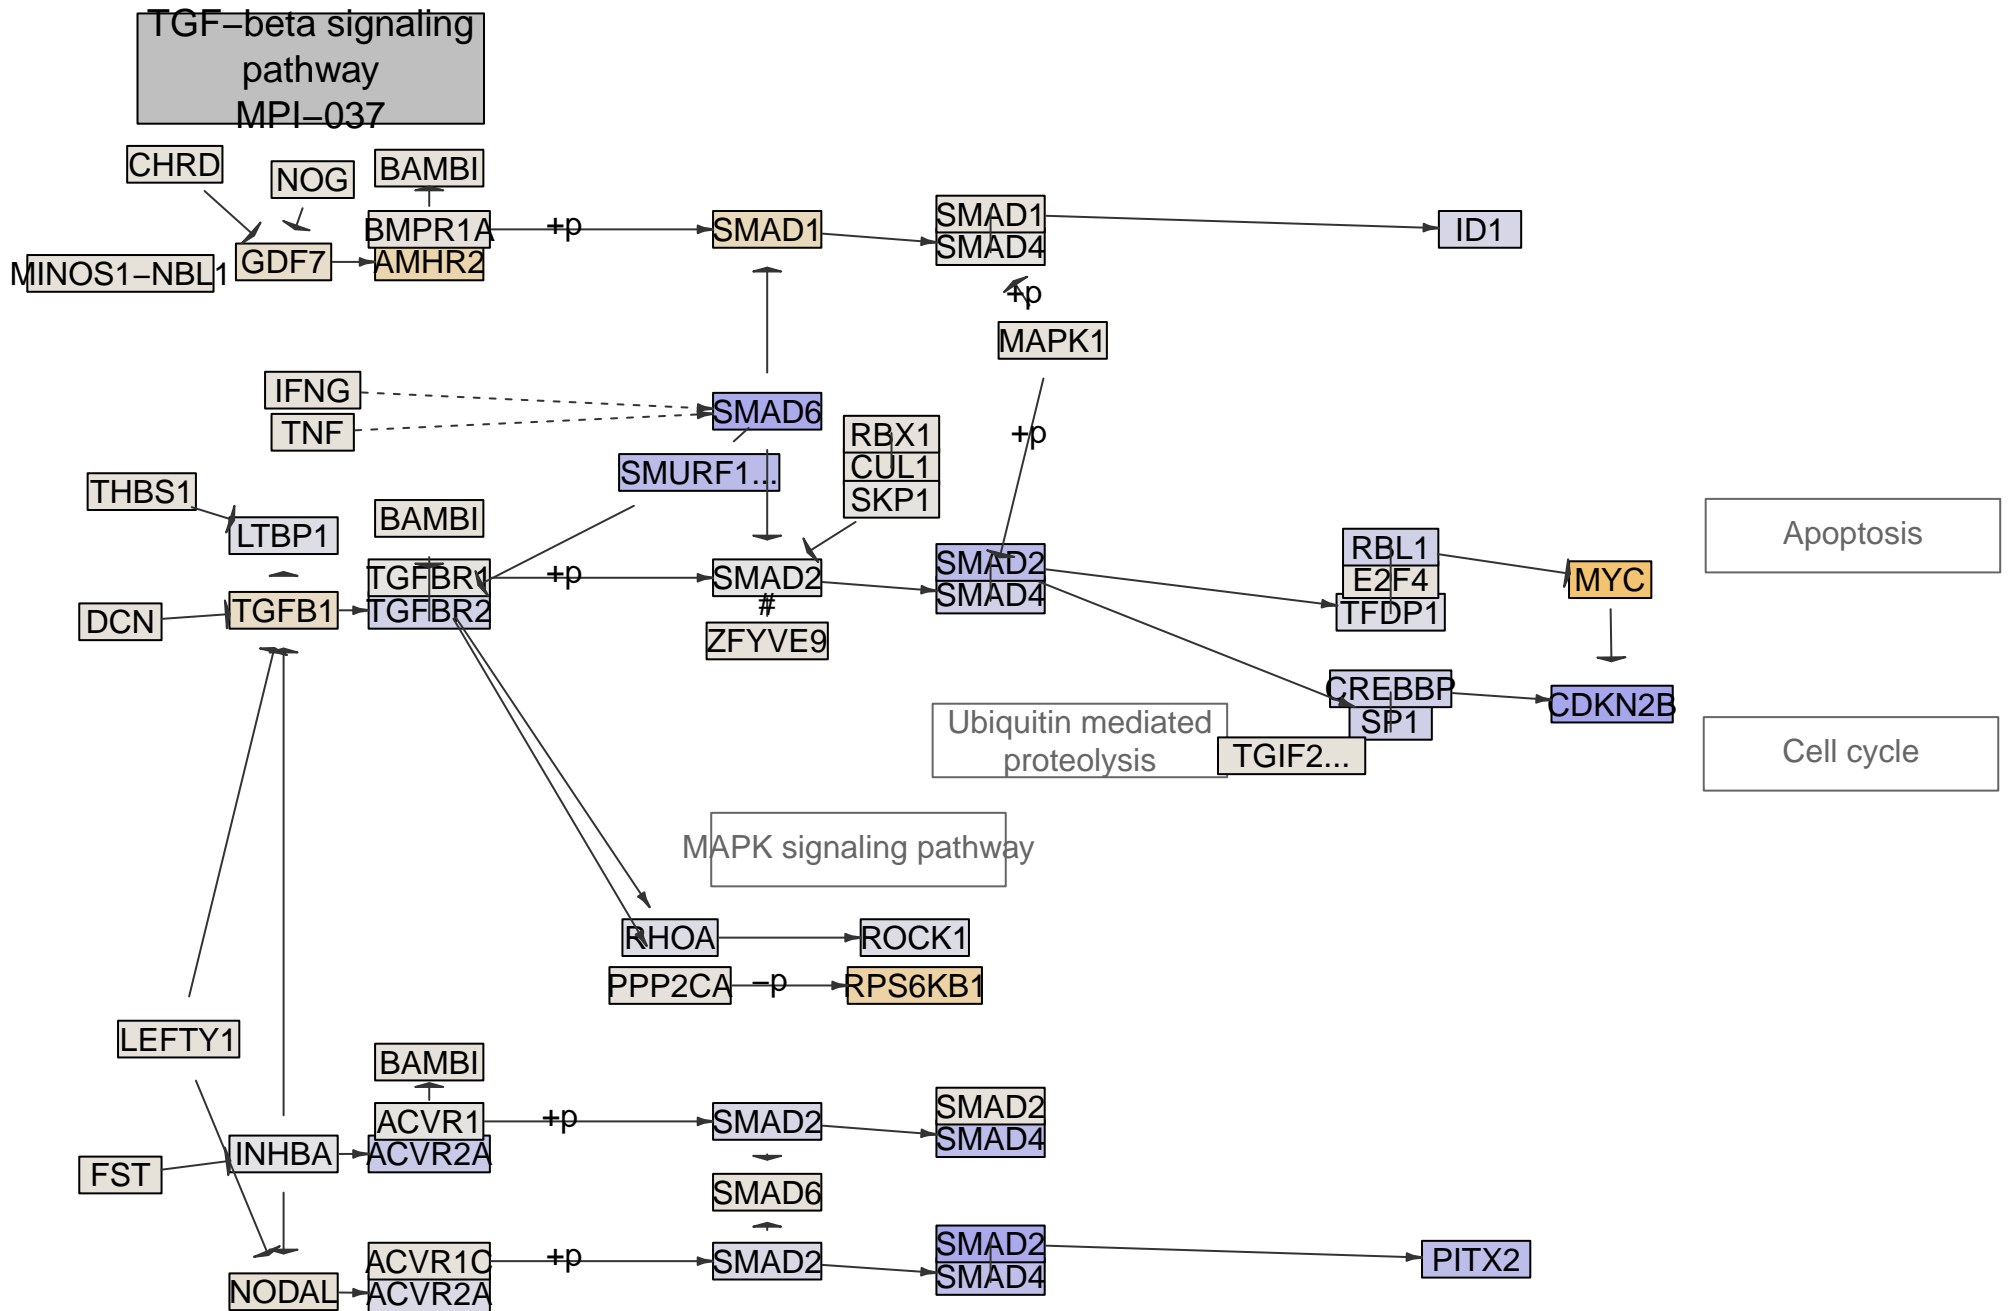 TGF−beta signaling
pathway
MPI−037
CHRD
NOG
BAMBI
BMPR1A
+p
SMAD1
SMAD1
SMAD4
ID1
MINOS1−NBL1
GDF7
AMHR2
+p
MAPK1
IFNG
TNF
SMAD6
+p
RBX1
CUL1
SKP1
SMURF1...
THBS1
LTBP1
BAMBI
TGFBR1
TGFBR2
+p
SMAD2
#
ZFYVE9
SMAD2
SMAD4
RBL1
E2F4
TFDP1
MYC
Apoptosis
DCN
TGFB1
CREBBP
SP1
CDKN2B
Ubiquitin mediated
proteolysis
TGIF2...
Cell cycle
MAPK signaling pathway
RHOA
ROCK1
PPP2CA
−p
RPS6KB1
LEFTY1
BAMBI
ACVR1
ACVR2A
+p
SMAD2
SMAD2
SMAD4
INHBA
FST
SMAD6
ACVR1C
ACVR2A
+p
SMAD2
SMAD2
SMAD4
PITX2
NODAL